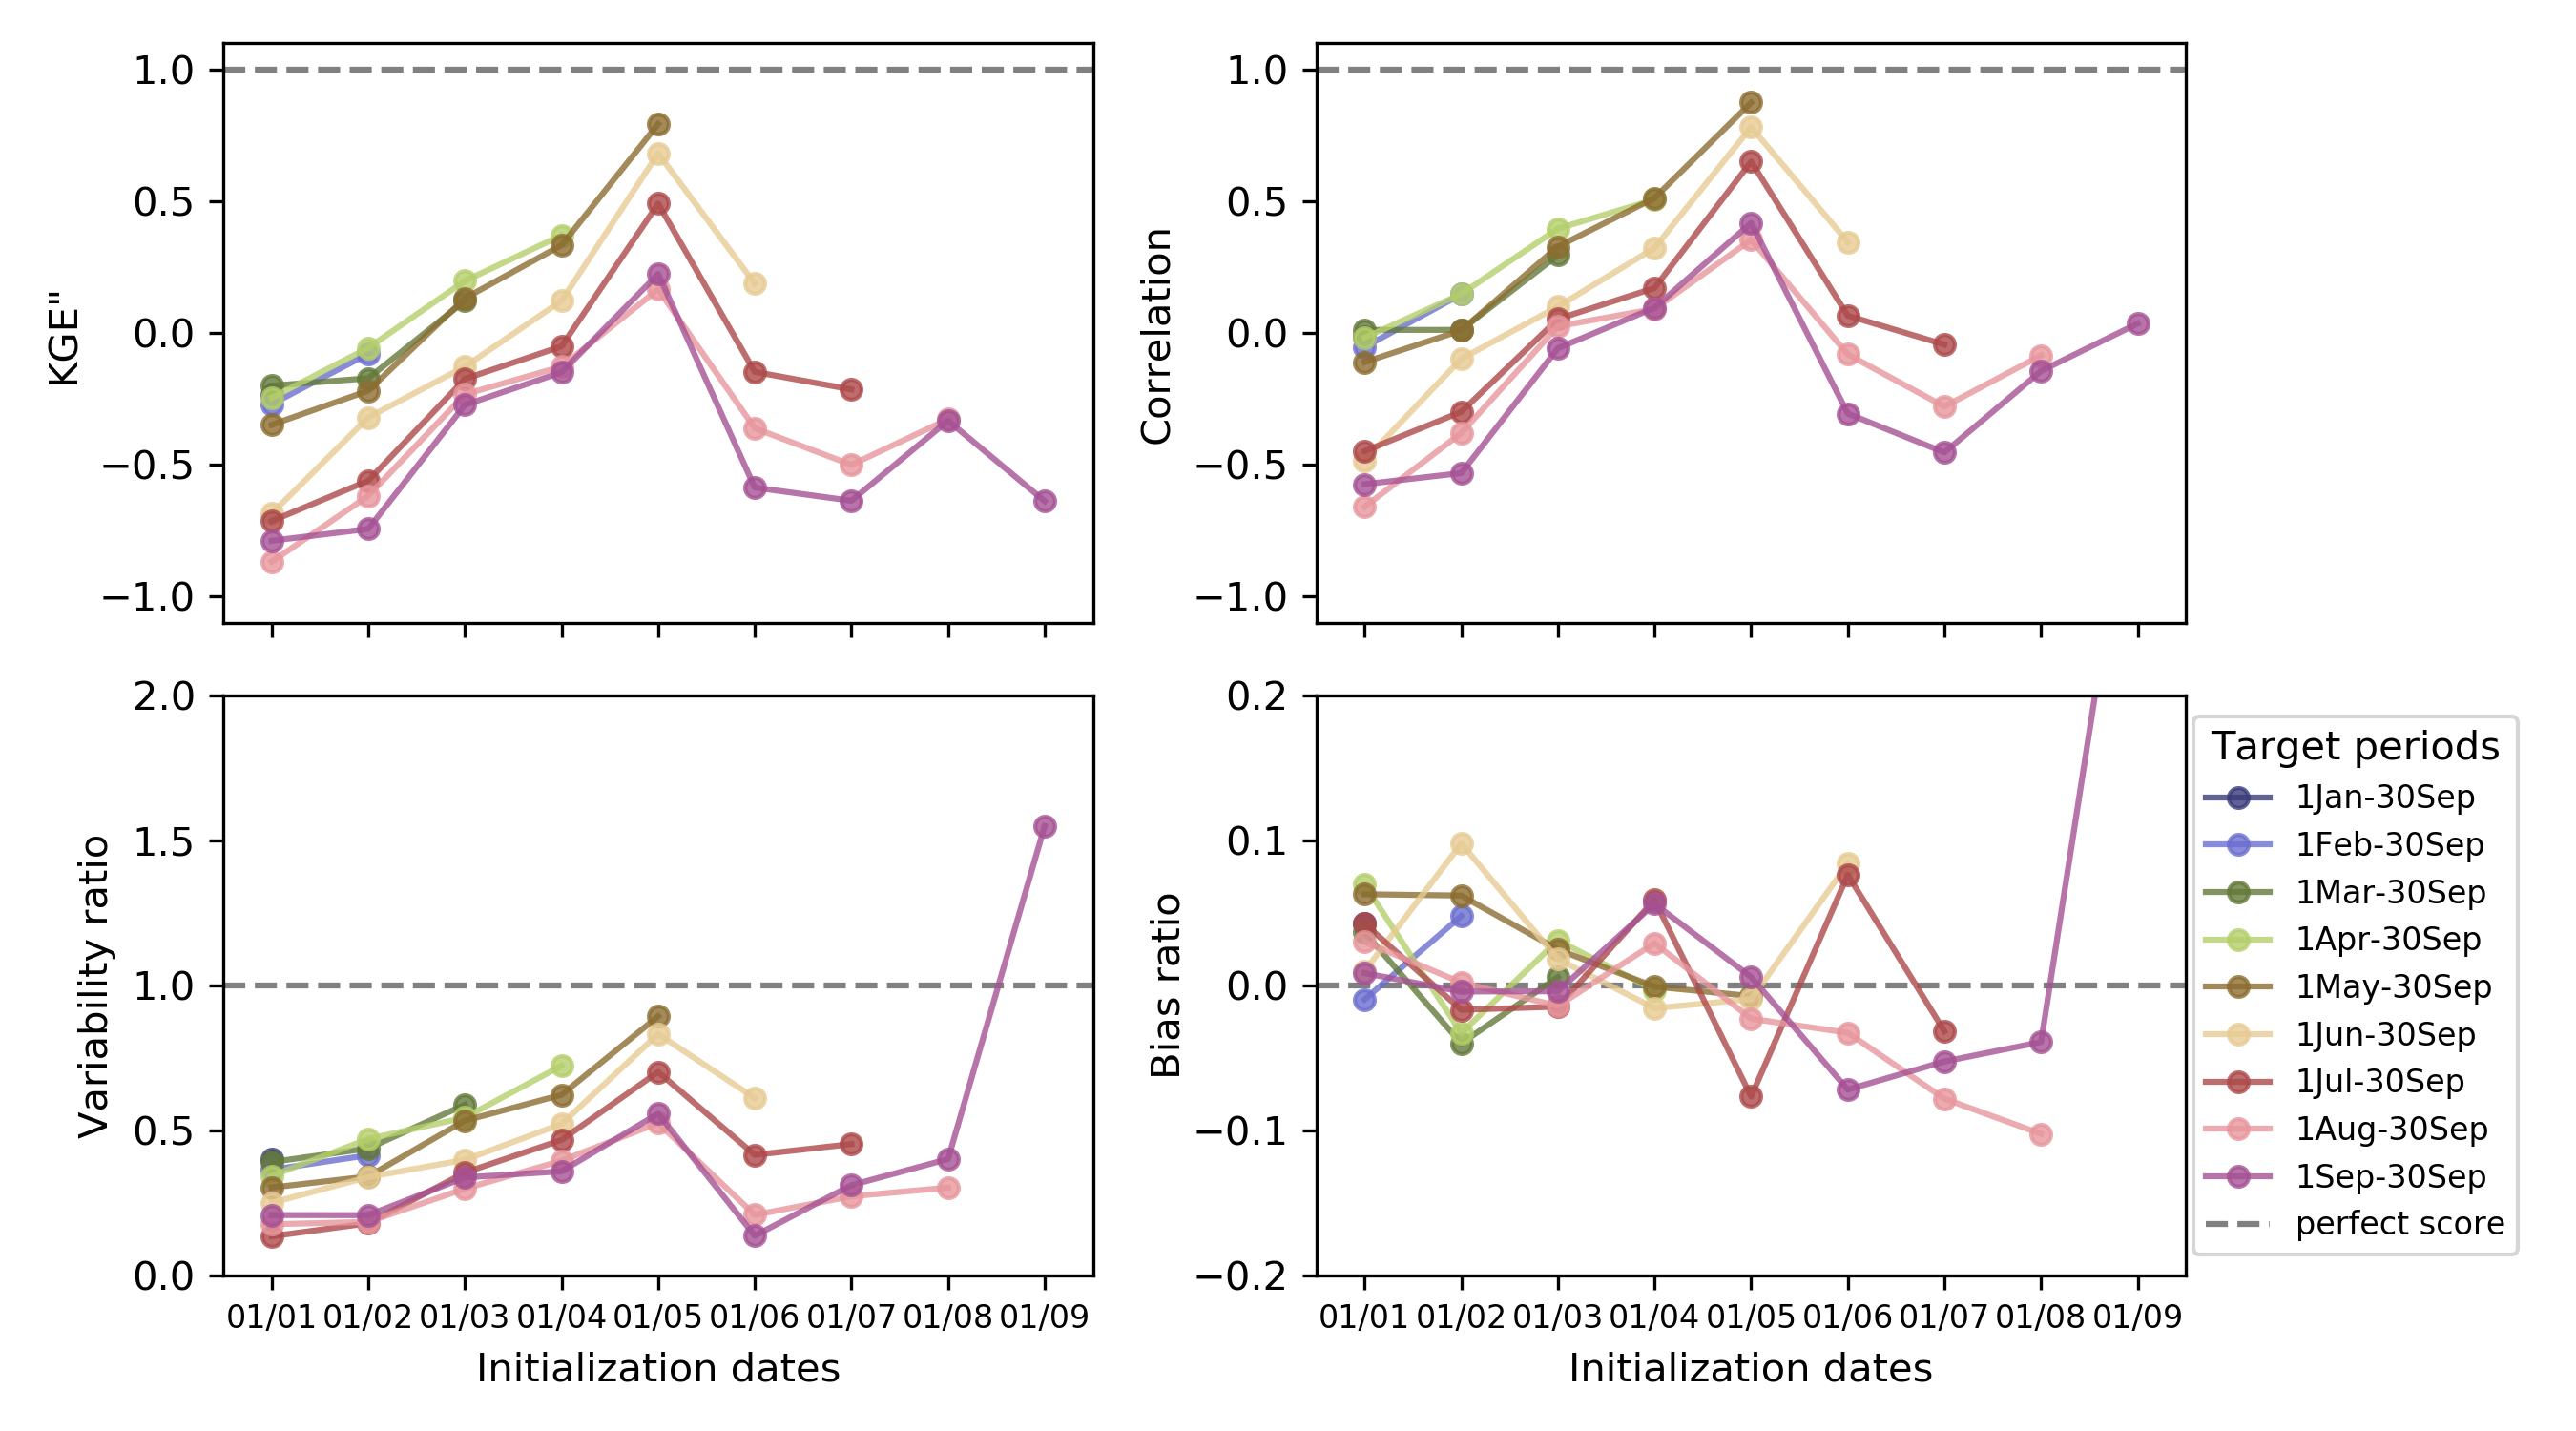 KGE"
1.0
0.5
0.0
−0.5
−1.0
Correlation
1.0
0.5
0.0
−0.5
−1.0
Variability ratio
2.0
1.5
1.0
0.5
0.0
01/01 01/02 01/03 01/04 01/05 01/06 01/07 01/08 01/09
Initialization dates
Bias ratio
0.2
0.1
0.0
−0.1
−0.2
01/01 01/02 01/03 01/04 01/05 01/06 01/07 01/08 01/09
Initialization dates
Target periods
1Jan-30Sep
1Feb-30Sep
1Mar-30Sep
1Apr-30Sep
1May-30Sep
1Jun-30Sep
1Jul-30Sep
1Aug-30Sep
1Sep-30Sep
perfect score